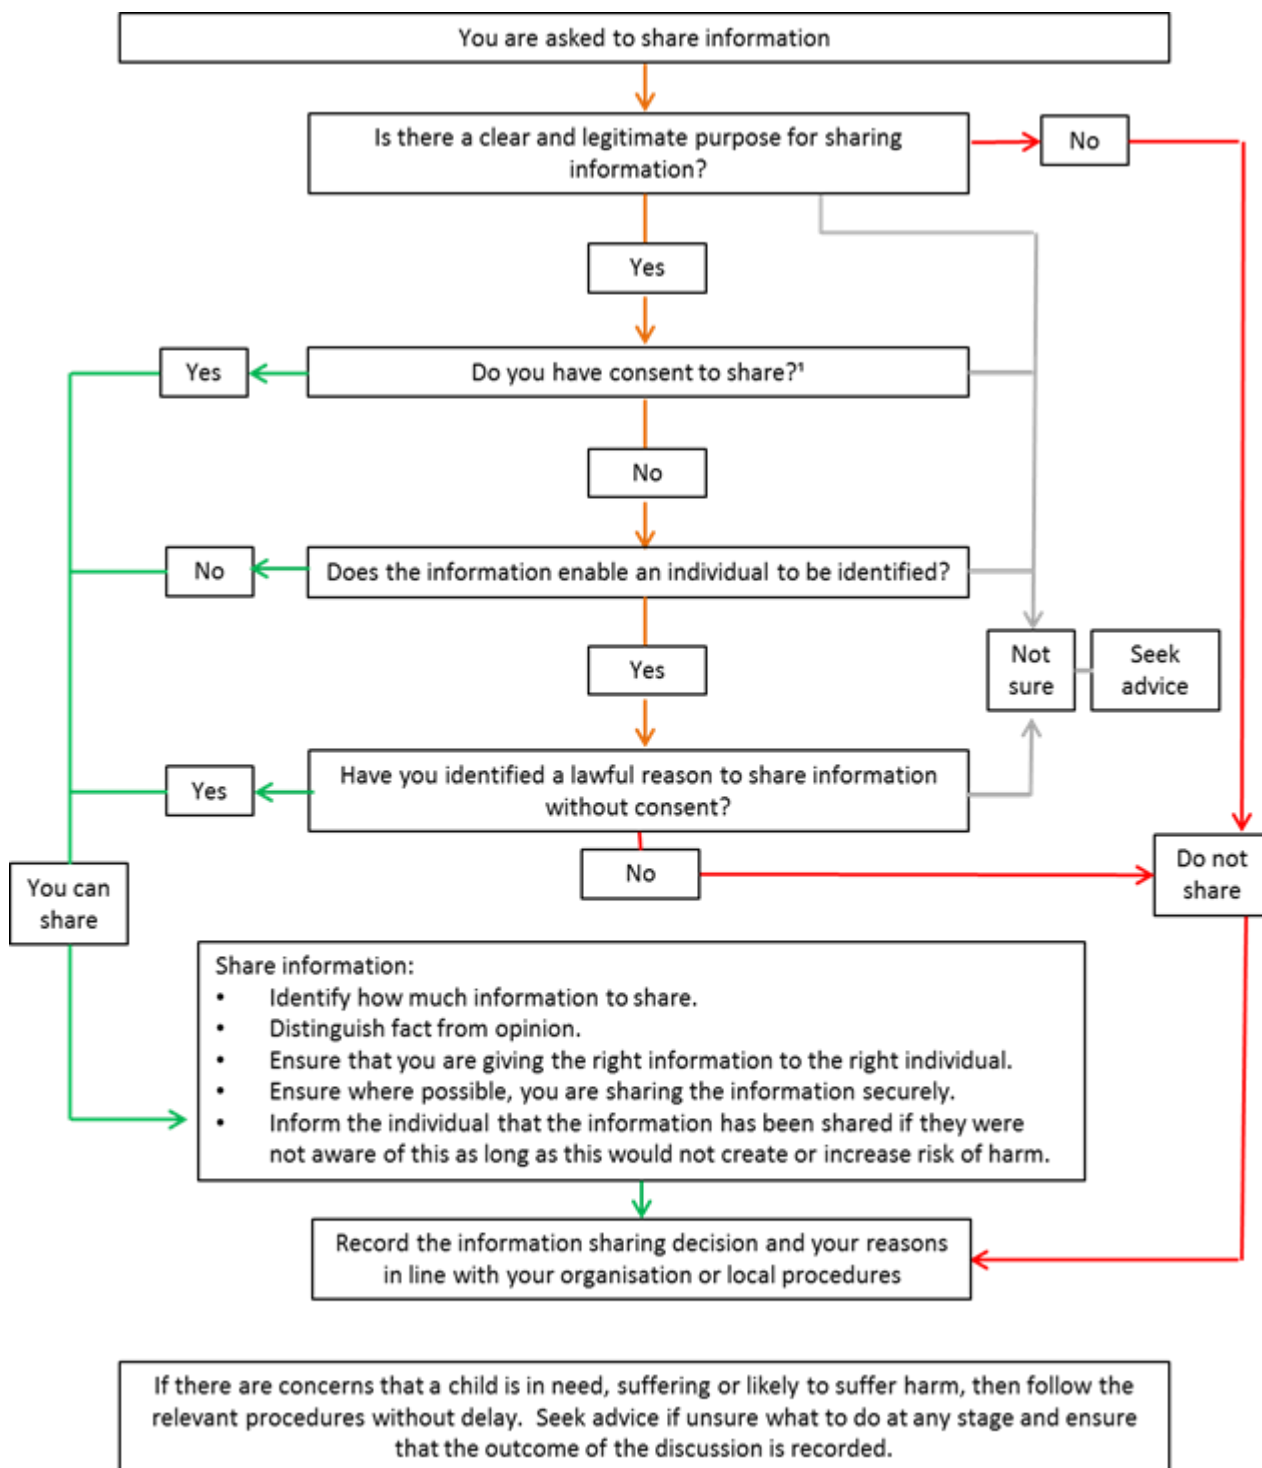 You are asked to share information
Is there a clear and legitimate purpose for sharing
information?
No
Yes
Yes
Do you have consent to share?¹
No
No
Does the information enable an individual to be identified?
Yes
Not
sure
Seek
advice
Yes
Have you identified a lawful reason to share information
without consent?
No
Do not
share
You can
share
Share information:
• Identify how much information to share.
• Distinguish fact from opinion.
• Ensure that you are giving the right information to the right individual.
• Ensure where possible, you are sharing the information securely.
• Inform the individual that the information has been shared if they were
not aware of this as long as this would not create or increase risk of harm.
Record the information sharing decision and your reasons
in line with your organisation or local procedures
If there are concerns that a child is in need, suffering or likely to suffer harm, then follow the
relevant procedures without delay.  Seek advice if unsure what to do at any stage and ensure
that the outcome of the discussion is recorded.